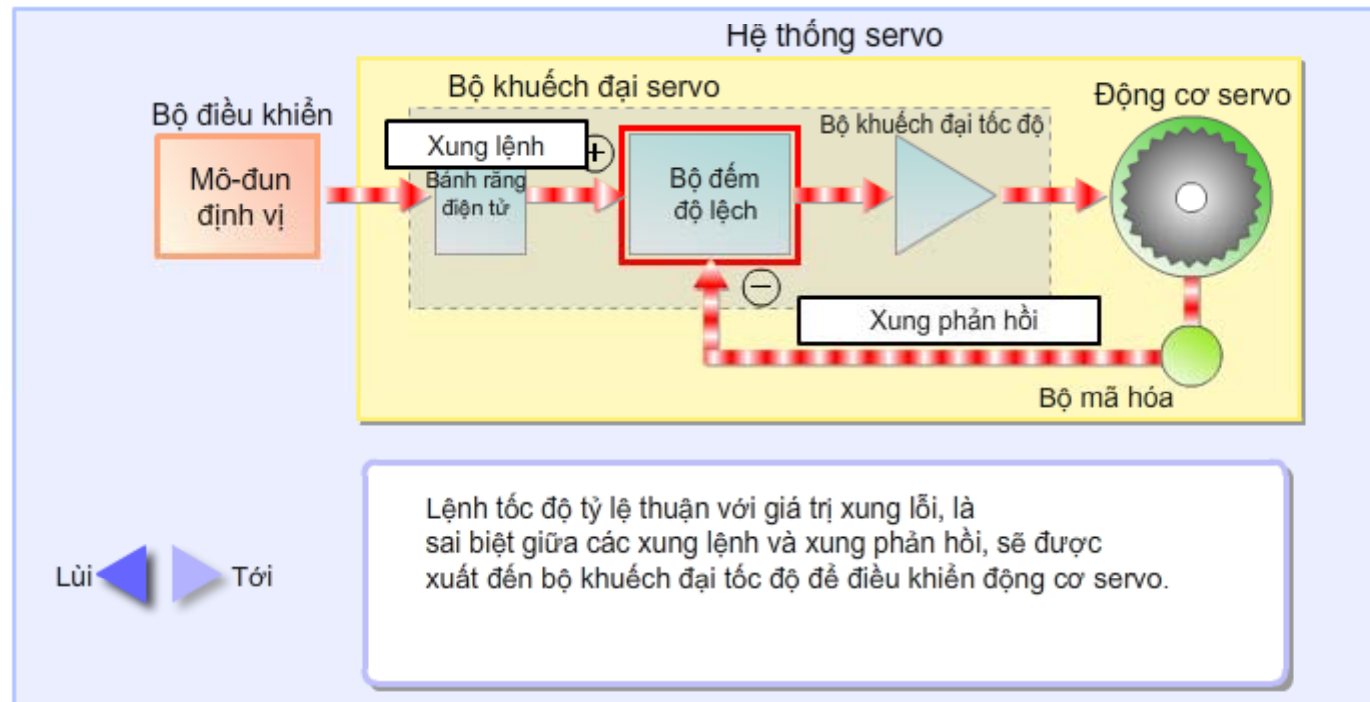 Hệ thống servo
Bộ khuếch đại servo
Động cơ servo
Bộ điều khiển
Bộ khuếch đại tốc độ
Xung lệnh
+
Mô-đun
định vị
Bánh răng
điện tử
Bộ đếm
độ lệch
−
Xung phản hồi
Bộ mã hóa
Lệnh tốc độ tỷ lệ thuận với giá trị xung lỗi, là
sai biệt giữa các xung lệnh và xung phản hồi, sẽ được
xuất đến bộ khuếch đại tốc độ để điều khiển động cơ servo.
Lùi
Tới